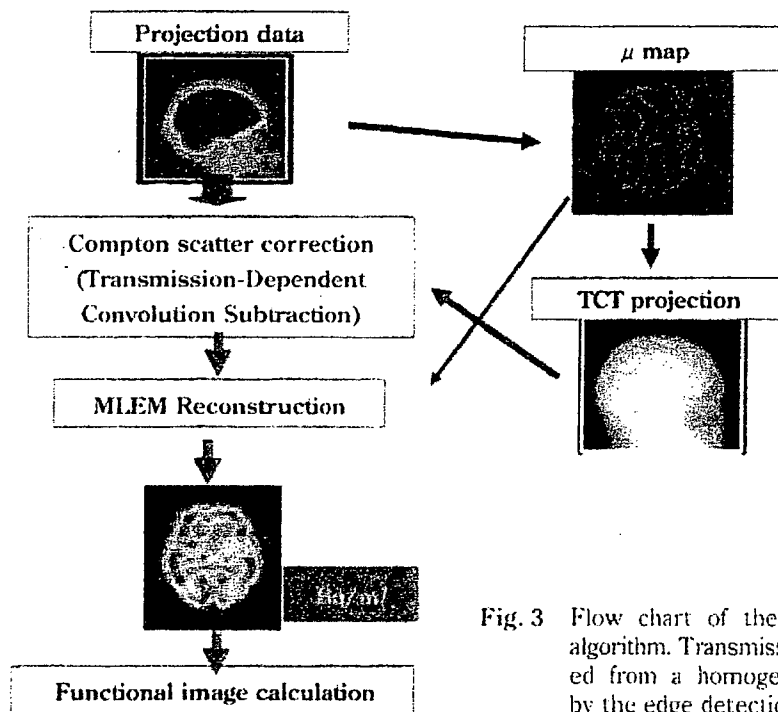 Projection data
μ map
Compton scatter correction
(Transmission-Dependent
Convolution Subtraction)
TCT projection
MLEM Reconstruction
Functional image calculation
Fig. 3 Flow chart of the
algorithm. Transmiss
ed from a homoge
by the edge detectio